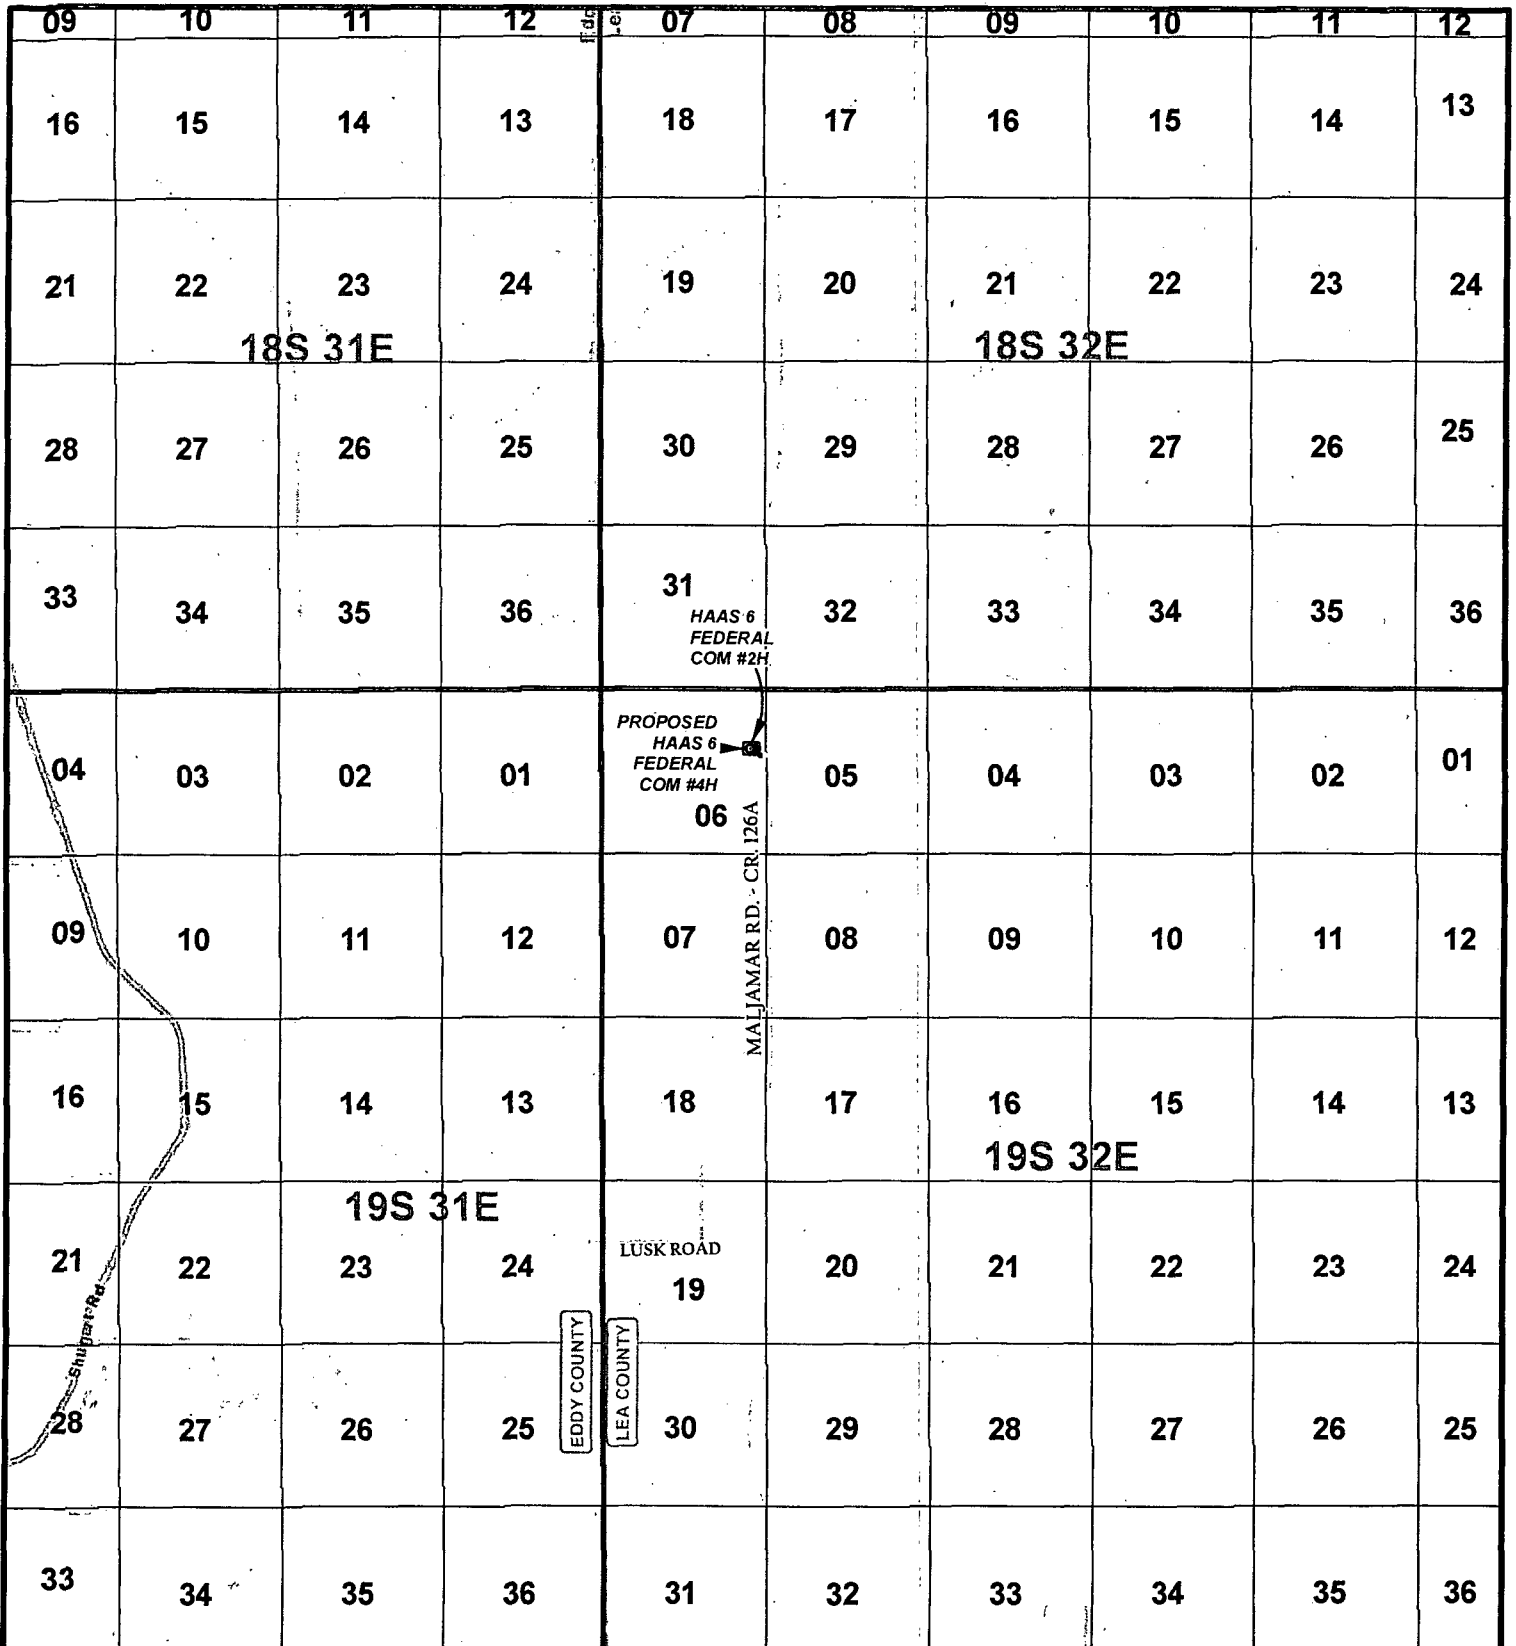 09 10 11 12 07 08 09 10 11 12
16 15 14 13 18 17 16 15 14 13
21 22 23 24 19 20 21 22 23 24
18S 31E 18S 32E
28 27 26 25 30 29 28 27 26 25
33 34 35 36 31 32 33 34 35 36
HAAS 6
FEDERAL
COM #2H
PROPOSED
HAAS 6
FEDERAL
COM #4H
04 03 02 01 06 05 04 03 02 01
MALJAMAR RD. - CR. 126A
09 10 11 12 07 08 09 10 11 12
16 15 14 13 18 17 16 15 14 13
19S 32E
19S 31E
LUSK ROAD
21 22 23 24 19 20 21 22 23 24
Shugert Rd
EDDY COUNTY
LEA COUNTY
28 27 26 25 30 29 28 27 26 25
33 34 35 36 31 32 33 34 35 36